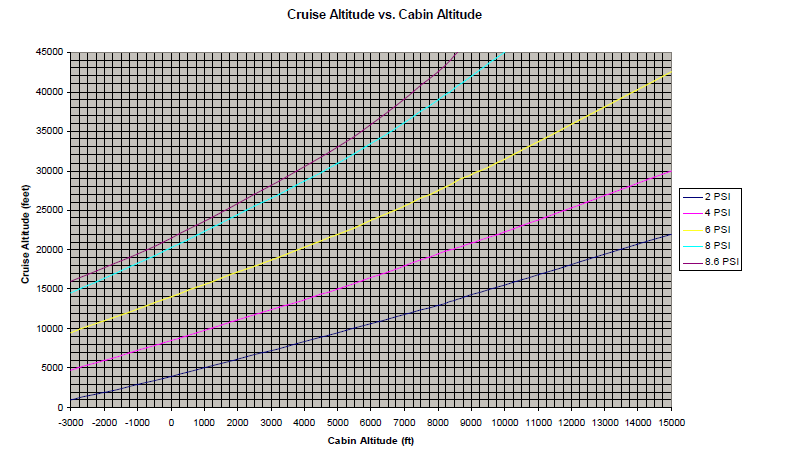 Cruise Altitude vs. Cabin Altitude
45000
40000
35000
30000
25000
20000
15000
10000
5000
0
Cruise Altitude (feet)
-3000 -2000 -1000 0 1000 2000 3000 4000 5000 6000 7000 8000 9000 10000 11000 12000 13000 14000 15000
Cabin Altitude (ft)
2 PSI
4 PSI
6 PSI
8 PSI
8.6 PSI